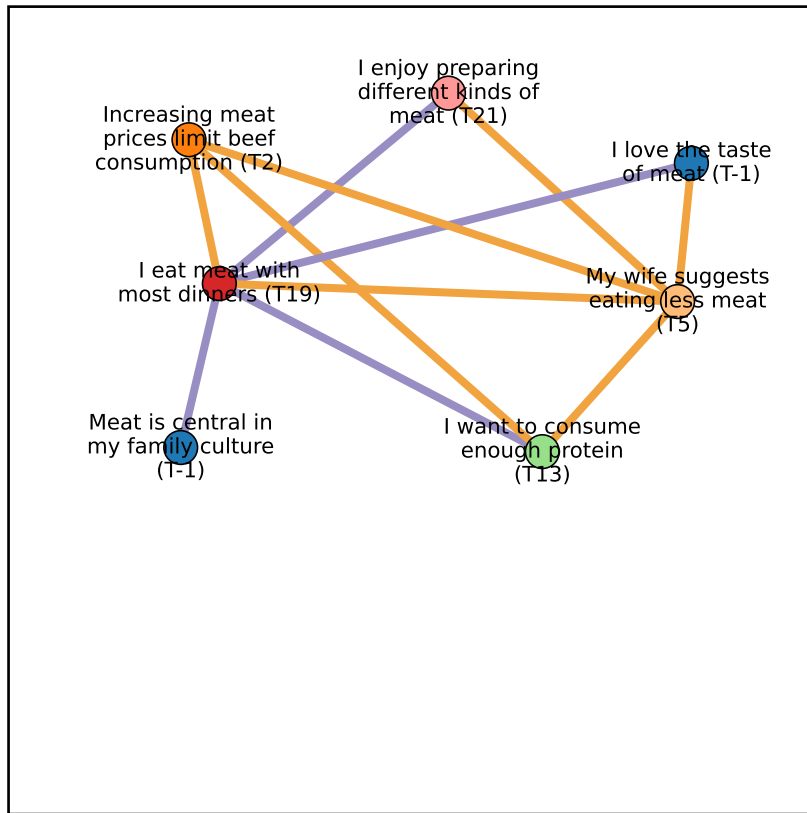 I enjoy preparing
different kinds of
meat (T21)
Increasing meat
prices limit beef
consumption (T2)
I love the taste
of meat (T-1)
I eat meat with
most dinners (T19)
My wife suggests
eating less meat
(T5)
Meat is central in
my family culture
(T-1)
I want to consume
enough protein
(T13)